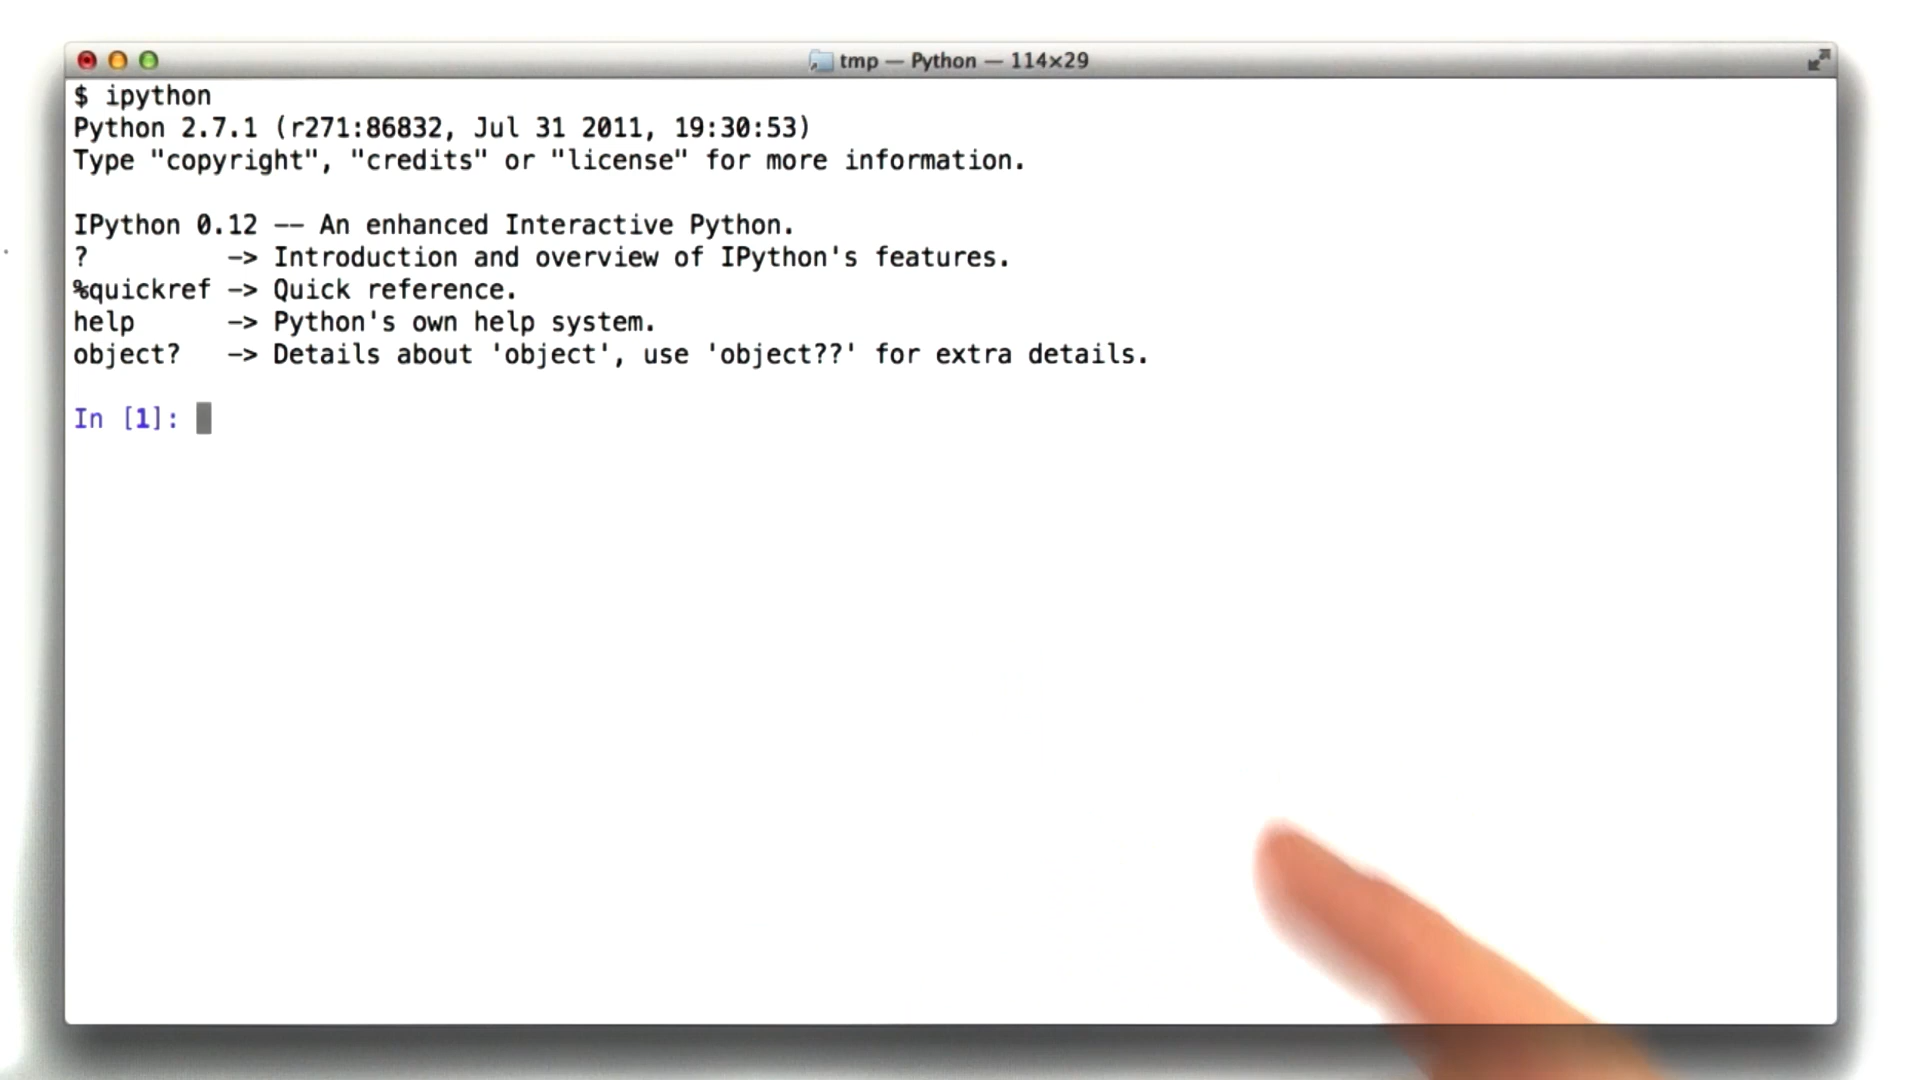 tmp — Python — 114×29
$ ipython
Python 2.7.1 (r271:86832, Jul 31 2011, 19:30:53)
Type "copyright", "credits" or "license" for more information.
IPython 0.12 -- An enhanced Interactive Python.
?         -> Introduction and overview of IPython's features.
%quickref -> Quick reference.
help      -> Python's own help system.
object?   -> Details about 'object', use 'object??' for extra details.
In [1]: